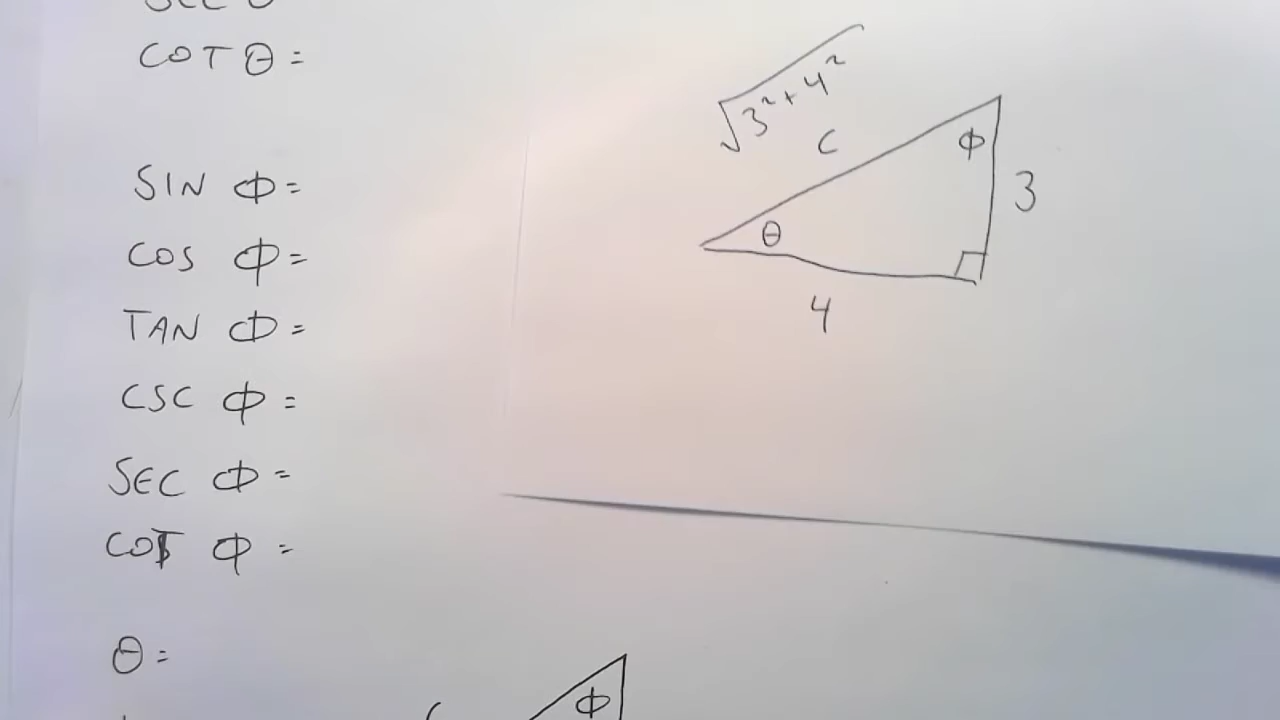 COT θ =
SIN Φ =
COS Φ =
TAN Φ =
CSC Φ =
SEC Φ =
COT Φ =
θ =
√3²+4²
C
Φ
3
θ
4
Φ